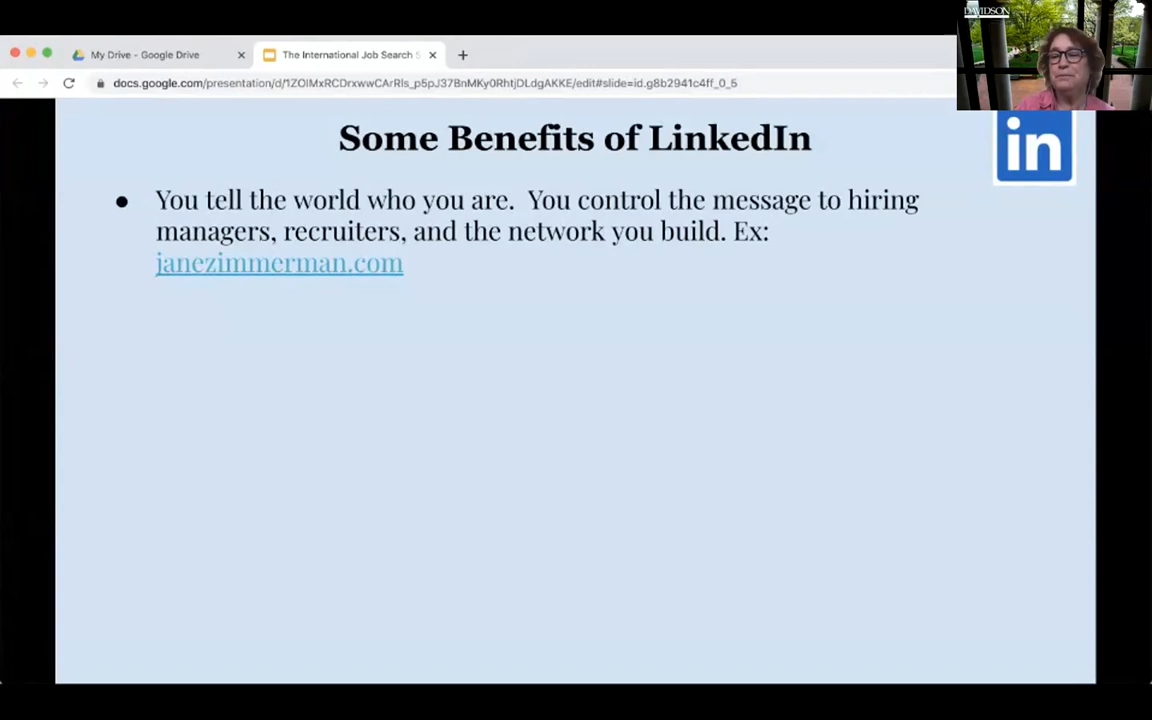 DAVIDSON
My Drive - Google Drive
The International Job Search S
docs.google.com/presentation/d/1ZOlMxRCDrxwwCArRls_p5pJ37BnMKy0RhtjDLdgAKKE/edit#slide=id.g8b2941c4ff_0_5
Some Benefits of LinkedIn
in
● You tell the world who you are.  You control the message to hiring
managers, recruiters, and the network you build. Ex:
janezimmerman.com